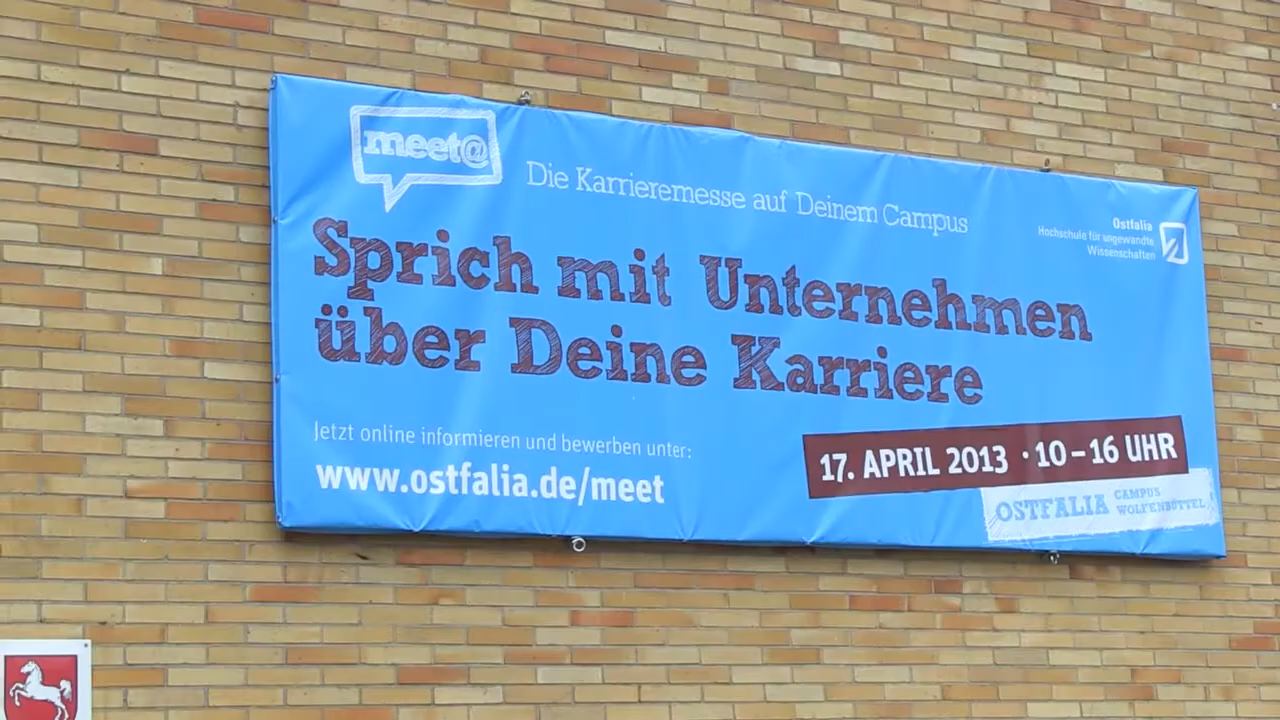 meet@
Die Karrieremesse auf Deinem Campus
Ostfalia
Hochschule für angewandte
Wissenschaften
Sprich mit Unternehmen
über Deine Karriere
Jetzt online informieren und bewerben unter:
www.ostfalia.de/meet
17. APRIL 2013 · 10–16 UHR
OSTFALIA CAMPUS
WOLFENBÜTTEL